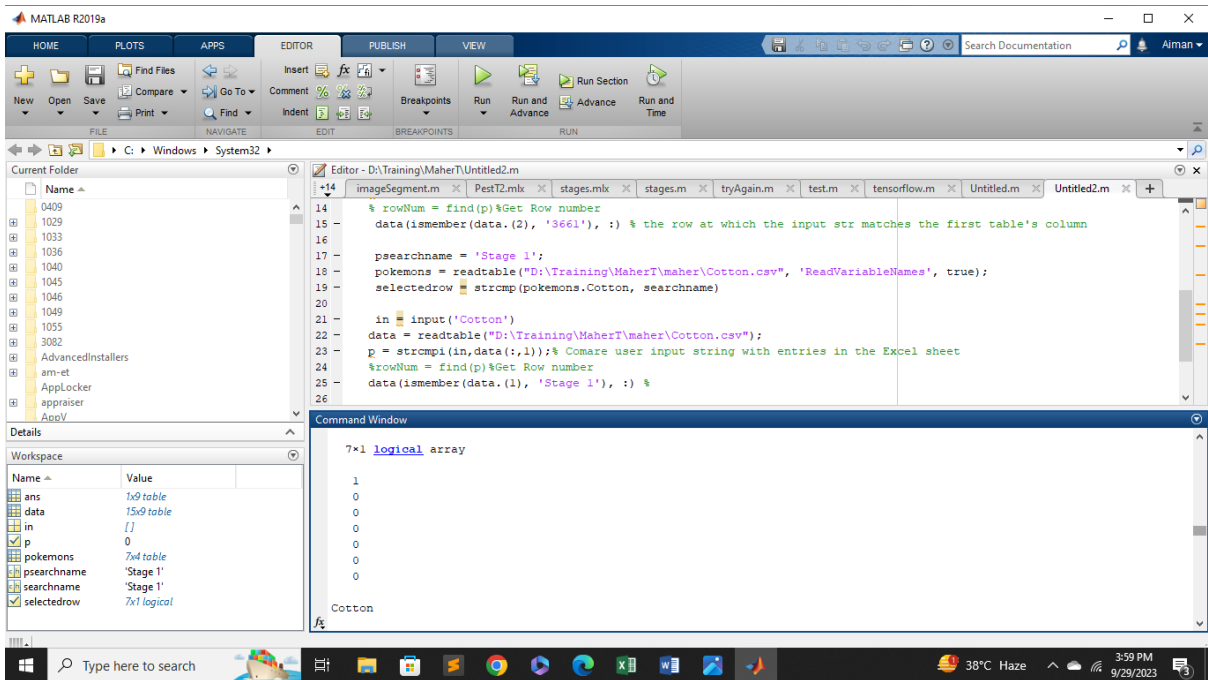 MATLAB R2019a
HOME PLOTS APPS EDITOR PUBLISH VIEW Search Documentation Aiman
Find Files Insert fx
New Open Save Compare Go To Comment Breakpoints Run Run and Advance Run Section Advance Run and Time
Print Find Indent
FILE NAVIGATE EDIT BREAKPOINTS RUN
C: Windows System32
Current Folder
Name
0409
1029
1033
1036
1040
1045
1046
1049
1055
3082
AdvancedInstallers
am-et
AppLocker
appraiser
AppV
Details
Workspace
Name Value
ans 1x9 table
data 15x9 table
in []
p 0
pokemons 7x4 table
psearchname 'Stage 1'
searchname 'Stage 1'
selectedrow 7x1 logical
Editor - D:\Training\MaherT\Untitled2.m
+14 imageSegment.m PestT2.mlx stages.mlx stages.m tryAgain.m test.m tensorflow.m Untitled.m Untitled2.m +
14 % rowNum = find(p)%Get Row number
15 - data(ismember(data.(2), '3661'), :) % the row at which the input str matches the first table's column
16
17 - psearchname = 'Stage 1';
18 - pokemons = readtable("D:\Training\MaherT\maher\Cotton.csv", 'ReadVariableNames', true);
19 - selectedrow = strcmp(pokemons.Cotton, searchname)
20
21 - in = input('Cotton')
22 - data = readtable("D:\Training\MaherT\maher\Cotton.csv");
23 - p = strcmpi(in,data(:,1));% Comare user input string with entries in the Excel sheet
24 %rowNum = find(p)%Get Row number
25 - data(ismember(data.(1), 'Stage 1'), :) %
26
Command Window
7×1 logical array
1
0
0
0
0
0
0
Cotton
fx
Type here to search 38°C Haze 3:59 PM
9/29/2023